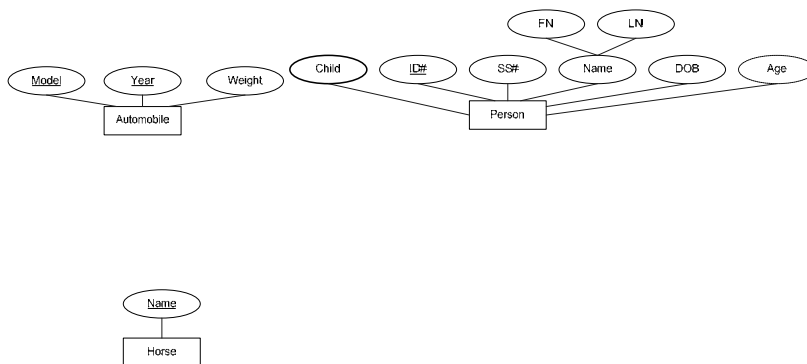 FN LN
Model Year Weight Child ID# SS# Name DOB Age
Automobile Person
Name
Horse